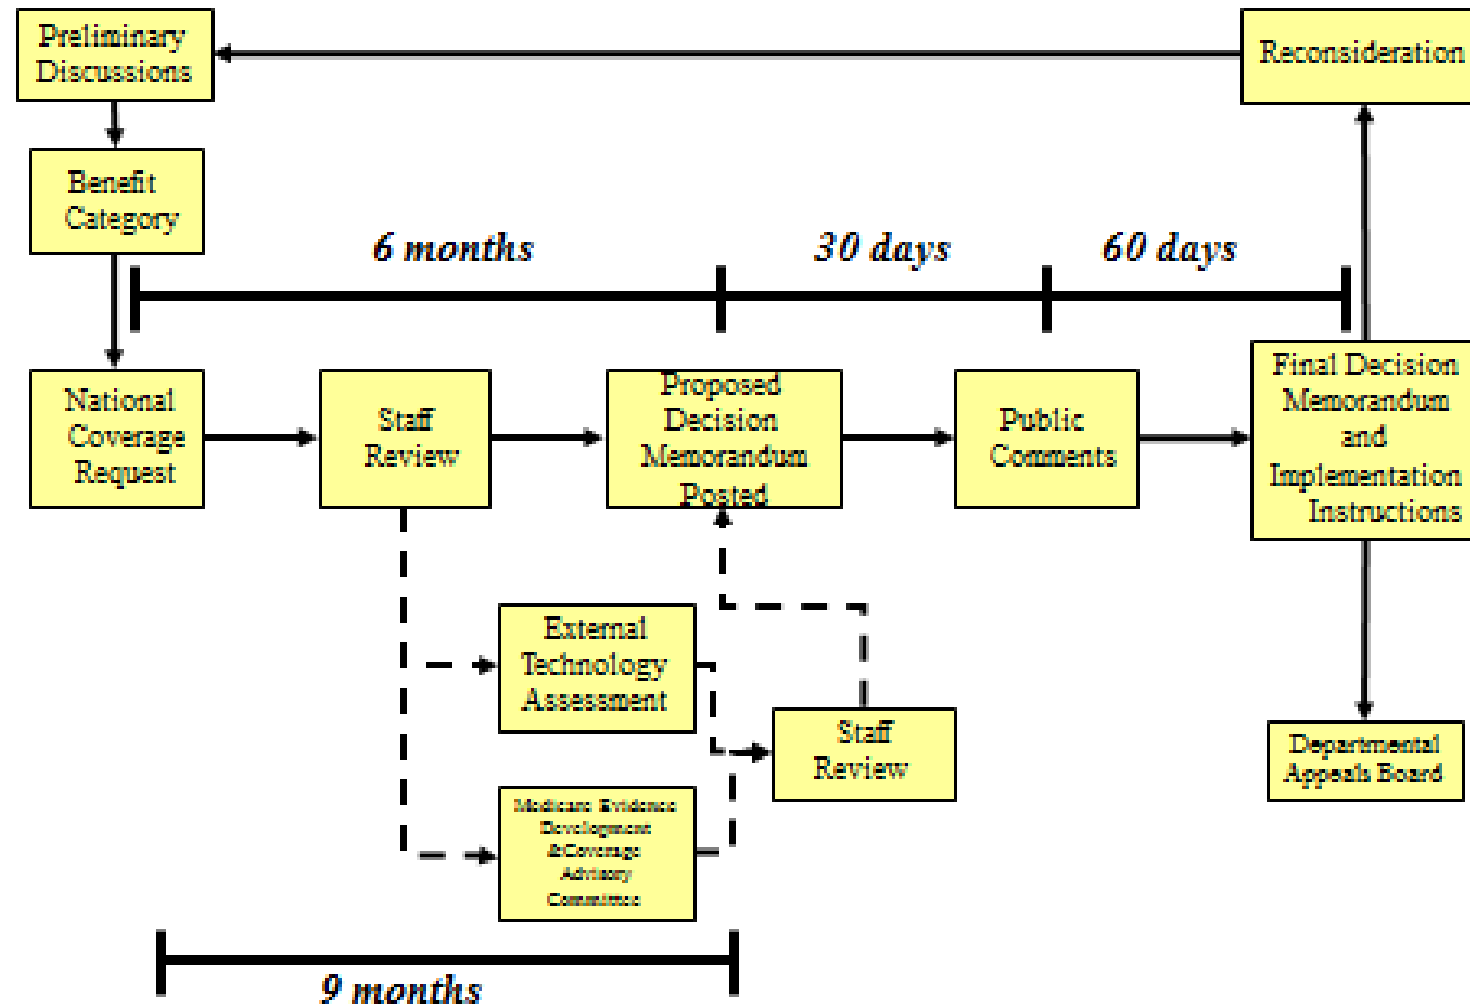 Preliminary
Discussions
Reconsideration
Benefit
Category
6 months
30 days
60 days
National
Coverage
Request
Staff
Review
Proposed
Decision
Memorandum
Posted
Public
Comments
Final Decision
Memorandum
and
Implementation
Instructions
External
Technology
Assessment
Staff
Review
Departmental
Appeals Board
Medicare Evidence
Development
&Coverage
Advisory
Committee
9 months